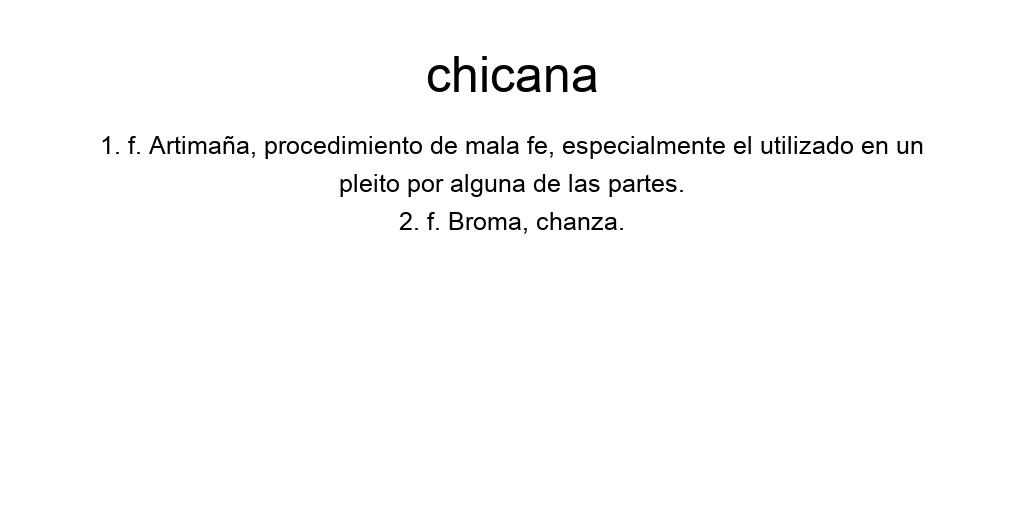 chicana
1. f. Artimaña, procedimiento de mala fe, especialmente el utilizado en un
pleito por alguna de las partes.
2. f. Broma, chanza.